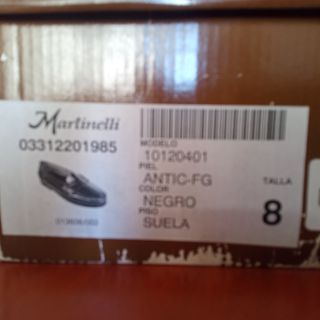 Martinelli
03312201985
MODELO
10120401
PIEL
ANTIC-FG
COLOR
NEGRO
PISO
SUELA
TALLA
8